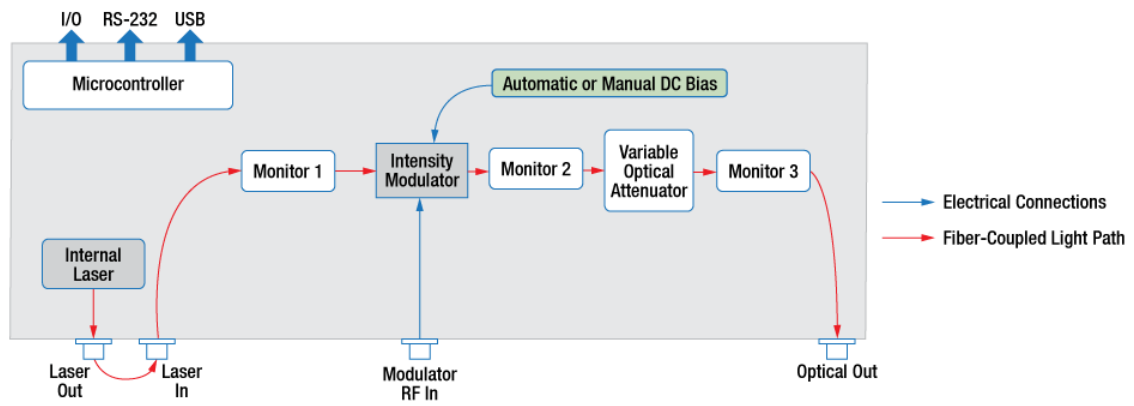 I/O RS-232 USB
Microcontroller
Automatic or Manual DC Bias
Monitor 1
Intensity
Modulator
Monitor 2
Variable
Optical
Attenuator
Monitor 3
Electrical Connections
Fiber-Coupled Light Path
Internal
Laser
Laser
Out
Laser
In
Modulator
RF In
Optical Out